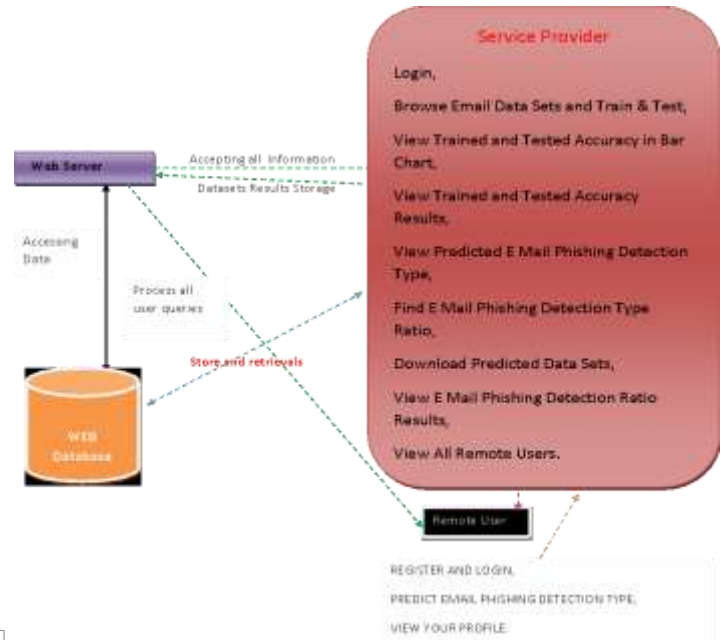 Service Provider
Login,
Browse Email Data Sets and Train & Test,
View Trained and Tested Accuracy in Bar
Chart,
View Trained and Tested Accuracy
Results,
View Predicted E Mail Phishing Detection
Type,
Find E Mail Phishing Detection Type
Ratio,
Download Predicted Data Sets,
View E Mail Phishing Detection Ratio
Results,
View All Remote Users.
Web Server
Accepting all Information
Datasets Results Storage
Accessing
Data
Process all
user queries
Store and retrievals
WEB
Database
Remote User
REGISTER AND LOGIN,
PREDICT EMAIL PHISHING DETECTION TYPE,
VIEW YOUR PROFILE.